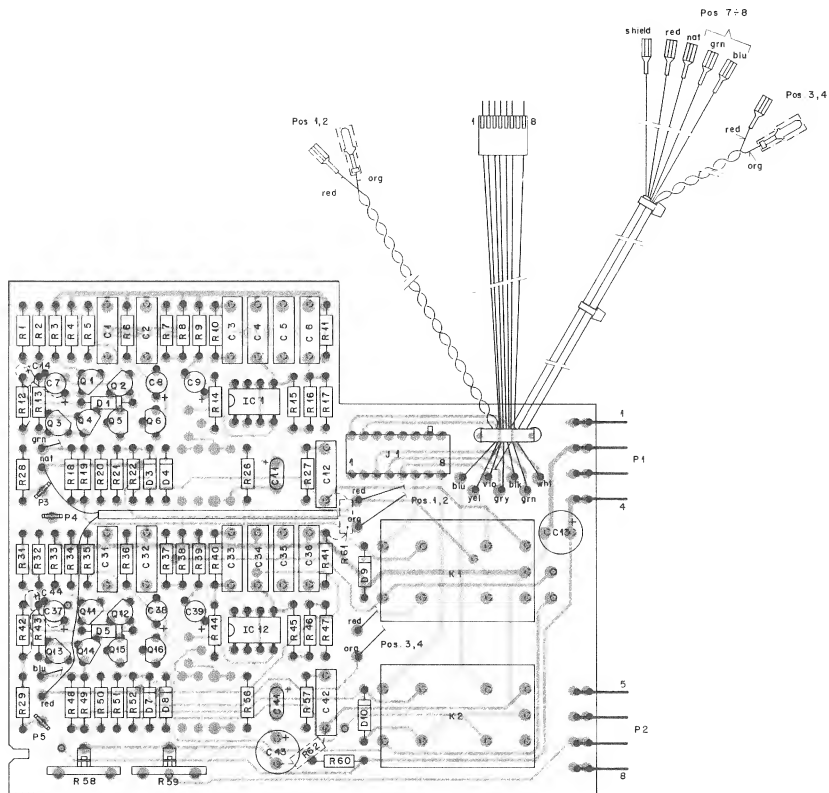 Pos 7÷8
shield red nat grn blu
Pos 3,4
red
org
1 8
Pos 1,2
org
red
R1 R2 R3 R4 R5 C1 R6 C2 R7 R8 R9 R10 C3 C4 C5 C6 R11
C14
R12 R13 C7 Q1 Q2 C8 C9 R14 IC 1 R15 R16 R17
D1
Q3 Q4 Q5 Q6
grn
nat
R28 R18 R19 R20 R21 R22 D3 D4 R26 C11 R27 C12
P3
P4
J1
1 8
blu vio blk wht
yel gry grn
1
P1
4
red
Pos.1,2
org
R61
C13
R31 R32 R33 R34 R35 C31 R36 C32 R37 R38 R39 R40 C33 C34 C35 C36 R41
D9
K1
C44
R42 R43 C37 Q11 Q12 C38 C39 R44 IC 12 R45 R46 R47
D5
Q13 Q14 Q15 Q16
red
org
Pos. 3,4
blu
red
R29 R48 R49 R50 R51 R52 D7 D8 R56 C41 R57 C42
D10
K2
P5
C43
R62
R60
R58 R59
5
P2
8